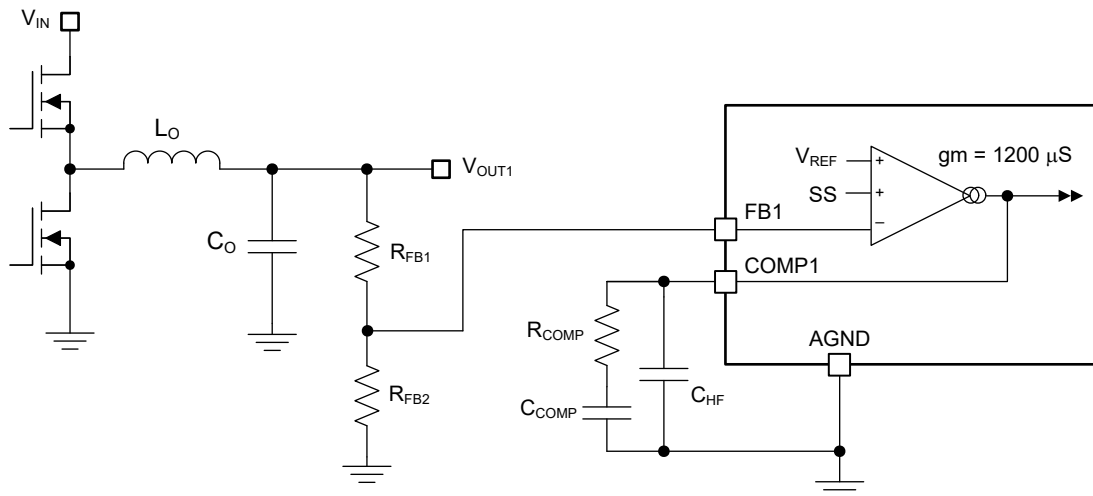 V_IN
L_O
V_OUT1
C_O
R_FB1
R_FB2
V_REF
SS
+
+
–
gm = 1200 μS
FB1
COMP1
AGND
R_COMP
C_COMP
C_HF